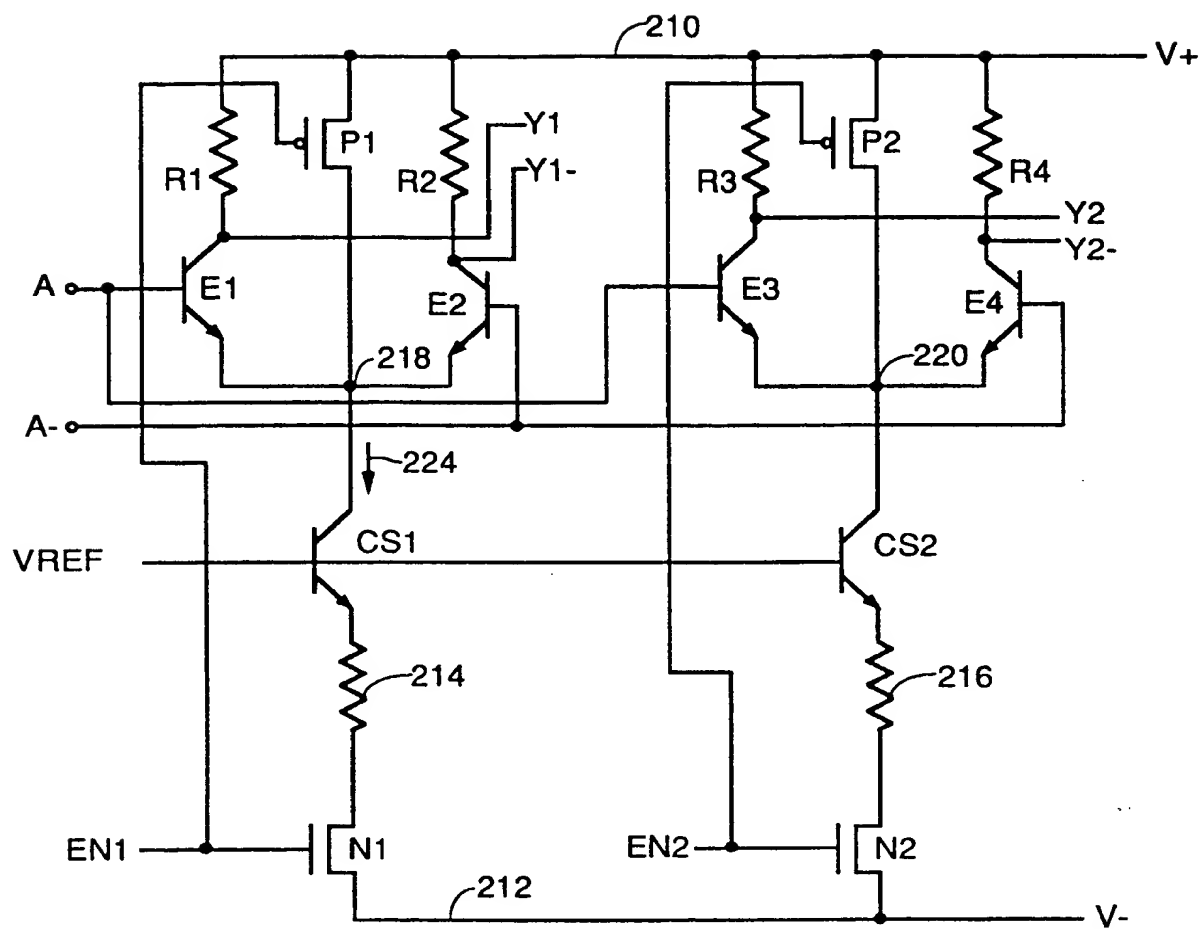 210
V+
P1
Y1
P2
R1
R2
Y1-
R3
R4
Y2
Y2-
A
E1
E2
E3
E4
218
220
A-
224
VREF
CS1
CS2
214
216
EN1
N1
EN2
N2
212
V-